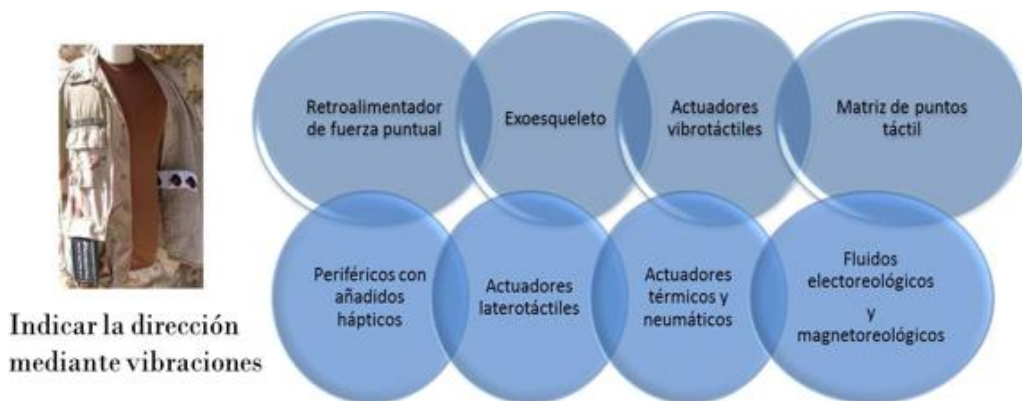 Retroalimentador
de fuerza puntual
Exoesqueleto
Actuadores
vibrotáctiles
Matriz de puntos
táctil
Periféricos con
añadidos
hápticos
Actuadores
laterotáctiles
Actuadores
térmicos y
neumáticos
Fluidos
electoreológicos
y
magnetoreológicos
Indicar la dirección
mediante vibraciones